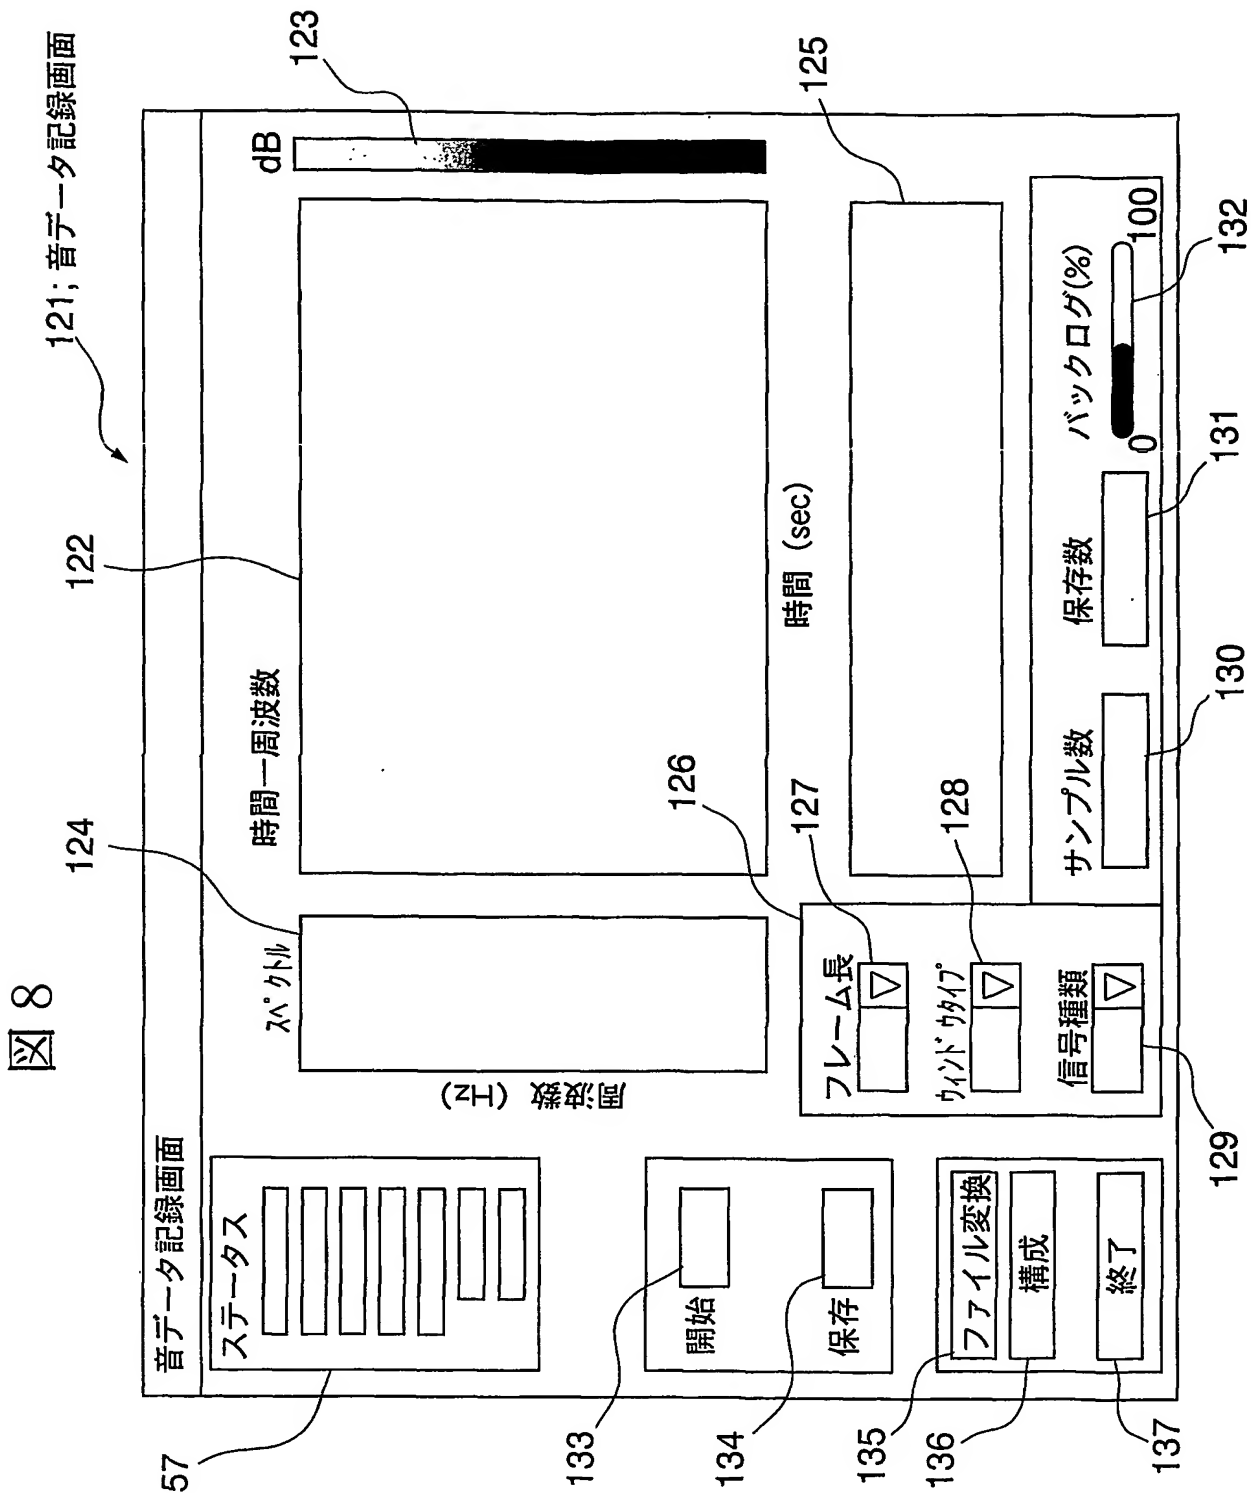 図 8
121; 音データ記録画面
音データ記録画面
57
ステータス
133
開始
134
保存
135
ファイル変換
136
構成
137
終了
124
スペクトル
周波数 (Hz)
122
時間ー周波数
123
dB
時間 (sec)
125
126
フレーム長
127
ウィンドウタイプ
128
信号種類
129
サンプル数
130
保存数
131
バックログ(%)
0
100
132